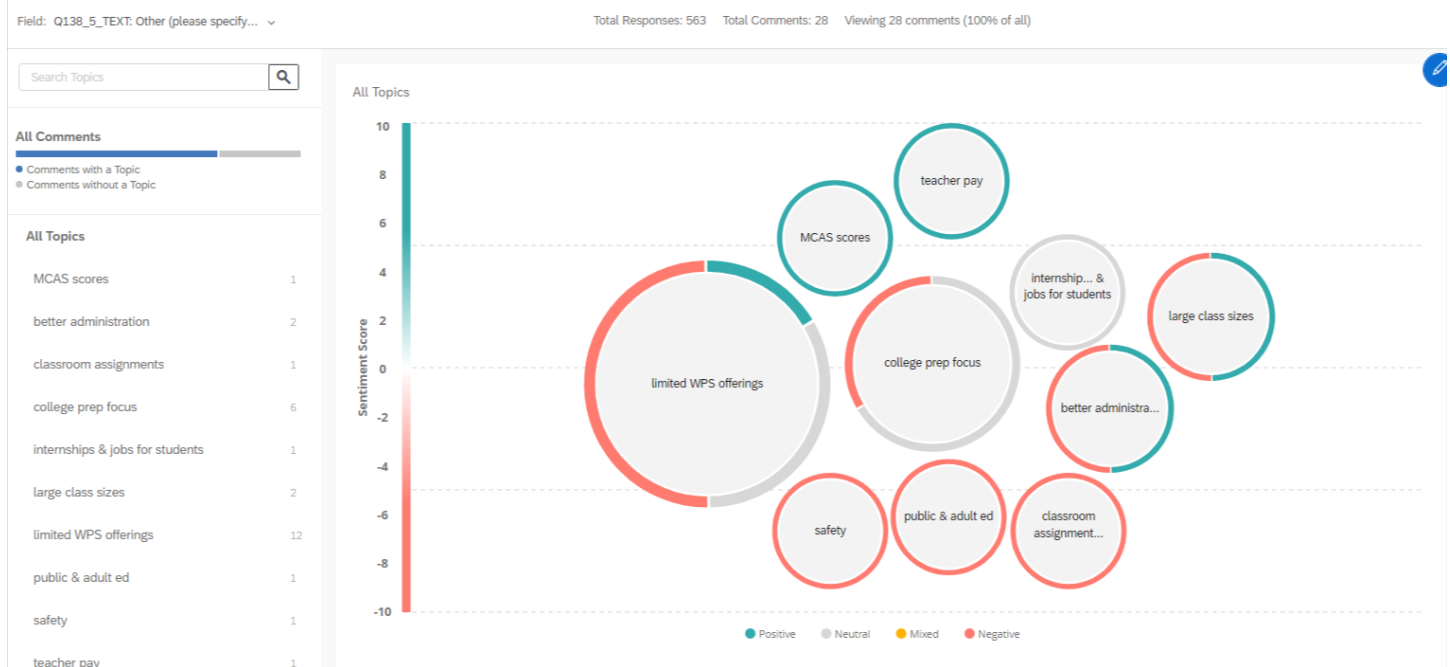 Field: Q138_5_TEXT: Other (please specify...
Total Responses: 563 Total Comments: 28 Viewing 28 comments (100% of all)
Search Topics
All Comments
Comments with a Topic
Comments without a Topic
All Topics
MCAS scores 1
better administration 2
classroom assignments 1
college prep focus 6
internships & jobs for students 1
large class sizes 2
limited WPS offerings 12
public & adult ed 1
safety 1
teacher pay 1
All Topics
Sentiment Score
10
8
6
4
2
0
-2
-4
-6
-8
-10
teacher pay
MCAS scores
internship... &
jobs for students
large class sizes
college prep focus
limited WPS offerings
better administra...
safety
public & adult ed
classroom
assignment...
Positive Neutral Mixed Negative